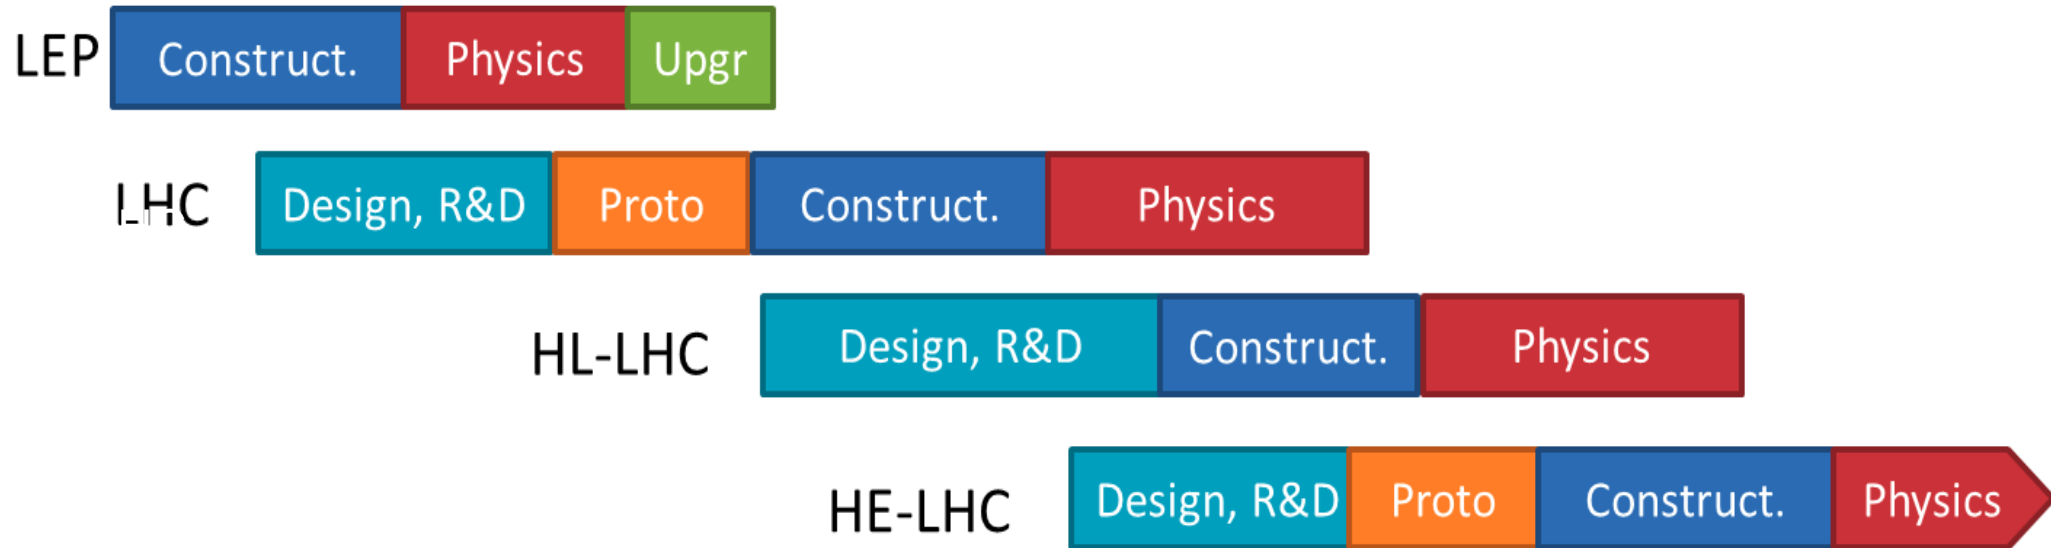 LEP Construct. Physics Upgr
LHC Design, R&D Proto Construct. Physics
HL-LHC Design, R&D Construct. Physics
HE-LHC Design, R&D Proto Construct. Physics